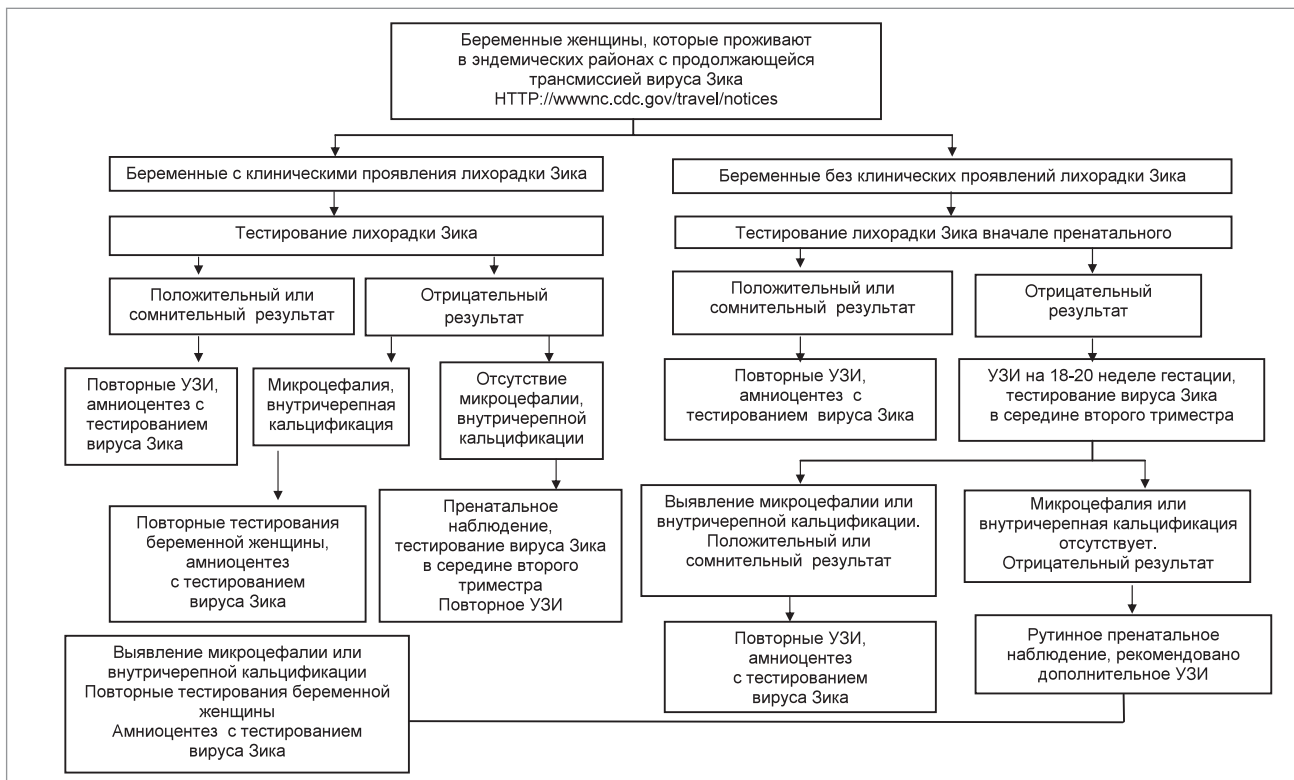 Беременные женщины, которые проживают
в эндемических районах с продолжающейся
трансмиссией вируса Зика
HTTP://wwwnc.cdc.gov/travel/notices
Беременные с клиническими проявления лихорадки Зика
Беременные без клинических проявлений лихорадки Зика
Тестирование лихорадки Зика
Тестирование лихорадки Зика вначале пренатального
Положительный или
сомнительный результат
Отрицательный
результат
Положительный или
сомнительный результат
Отрицательный
результат
Повторные УЗИ,
амниоцентез с
тестированием
вируса Зика
Микроцефалия,
внутричерепная
кальцификация
Отсутствие
микроцефалии,
внутричерепной
кальцификации
Повторные УЗИ,
амниоцентез с
тестированием вируса Зика
УЗИ на 18-20 неделе гестации,
тестирование вируса Зика
в середине второго триместра
Повторные тестирования
беременной женщины,
амниоцентез
с тестированием
вируса Зика
Пренатальное
наблюдение,
тестирование вируса Зика
в середине второго
триместра
Повторное УЗИ
Выявление микроцефалии или
внутричерепной кальцификации.
Положительный или
сомнительный результат
Микроцефалия или
внутричерепная кальцификация
отсутствует.
Отрицательный результат
Выявление микроцефалии или
внутричерепной кальцификации
Повторные тестирования беременной
женщины
Амниоцентез с тестированием
вируса Зика
Повторные УЗИ,
амниоцентез
с тестированием
вируса Зика
Рутинное пренатальное
наблюдение, рекомендовано
дополнительное УЗИ